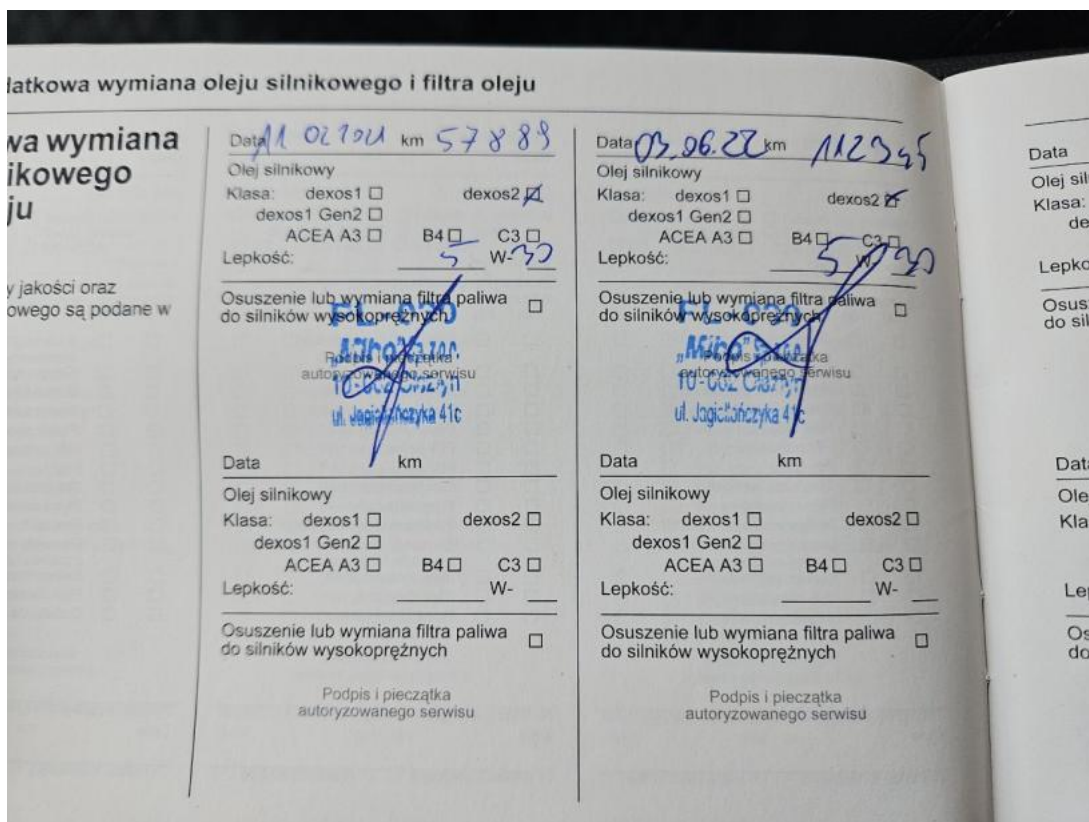 datkowa wymiana oleju silnikowego i filtra oleju
wa wymiana
ikowego
ju
y jakości oraz
owego są podane w
Data 11 02 2021 km 57889
Olej silnikowy
Klasa: dexos1 ☐ dexos2 ☑
dexos1 Gen2 ☐
ACEA A3 ☐ B4 ☐ C3 ☐
Lepkość: 5 W-30
Osuszenie lub wymiana filtra paliwa ☐
do silników wysokoprężnych
Podpis i pieczątka
autoryzowanego serwisu
ul. Jagiellończyka 41c
Data km
Olej silnikowy
Klasa: dexos1 ☐ dexos2 ☐
dexos1 Gen2 ☐
ACEA A3 ☐ B4 ☐ C3 ☐
Lepkość: W-
Osuszenie lub wymiana filtra paliwa ☐
do silników wysokoprężnych
Podpis i pieczątka
autoryzowanego serwisu
Data 03.06.22 km 112945
Olej silnikowy
Klasa: dexos1 ☐ dexos2 ☑
dexos1 Gen2 ☐
ACEA A3 ☐ B4 ☐ C3 ☐
Lepkość: 5 W-30
Osuszenie lub wymiana filtra paliwa ☐
do silników wysokoprężnych
Podpis i pieczątka
autoryzowanego serwisu
ul. Jagiellończyka 41c
Data km
Olej silnikowy
Klasa: dexos1 ☐ dexos2 ☐
dexos1 Gen2 ☐
ACEA A3 ☐ B4 ☐ C3 ☐
Lepkość: W-
Osuszenie lub wymiana filtra paliwa ☐
do silników wysokoprężnych
Podpis i pieczątka
autoryzowanego serwisu
Data
Olej sil
Klasa:
de
Lepko
Osus
do sil
Data
Ole
Kla
Lep
Os
do